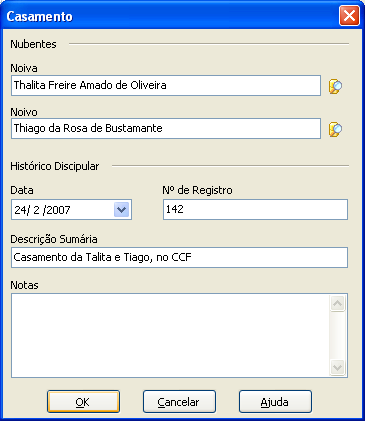 Casamento
Nubentes
Noiva
Thalita Freire Amado de Oliveira
Noivo
Thiago da Rosa de Bustamante
Histórico Discipular
Data
Nº de Registro
24/ 2 /2007
142
Descrição Sumária
Casamento da Talita e Tiago, no CCF
Notas
OK
Cancelar
Ajuda